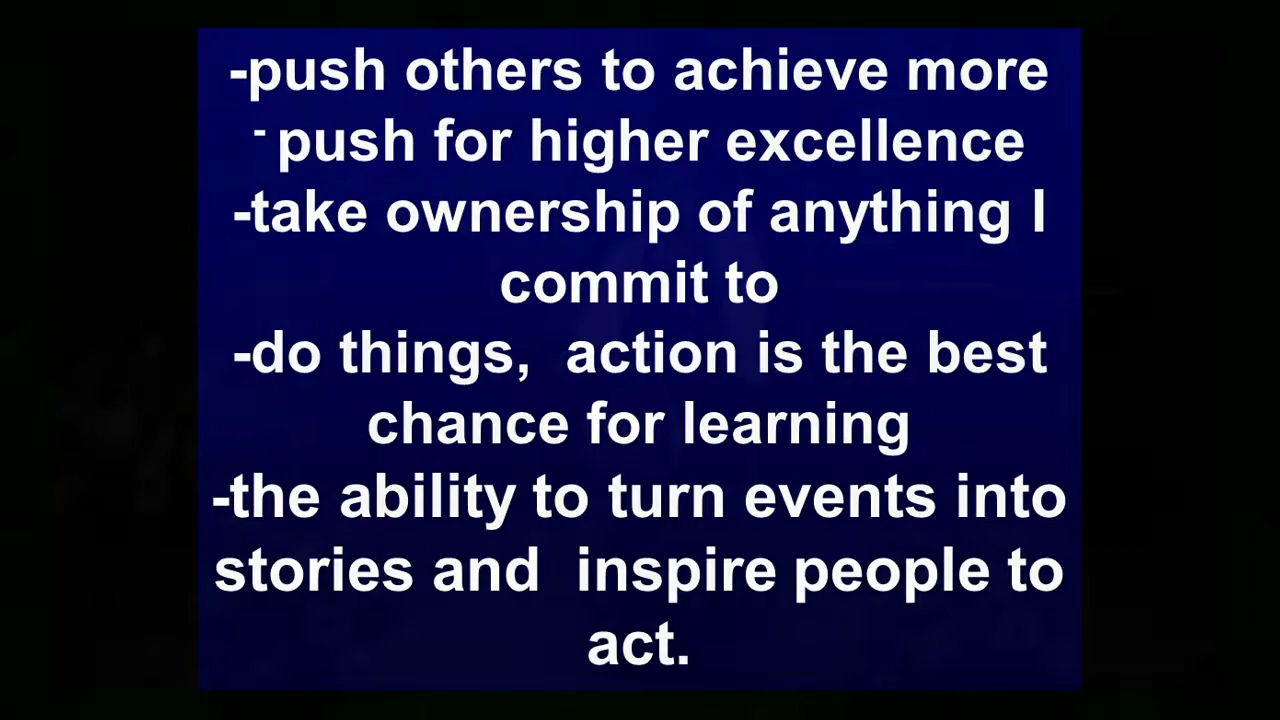 -push others to achieve more
- push for higher excellence
-take ownership of anything I
commit to
-do things,  action is the best
chance for learning
-the ability to turn events into
stories and  inspire people to
act.